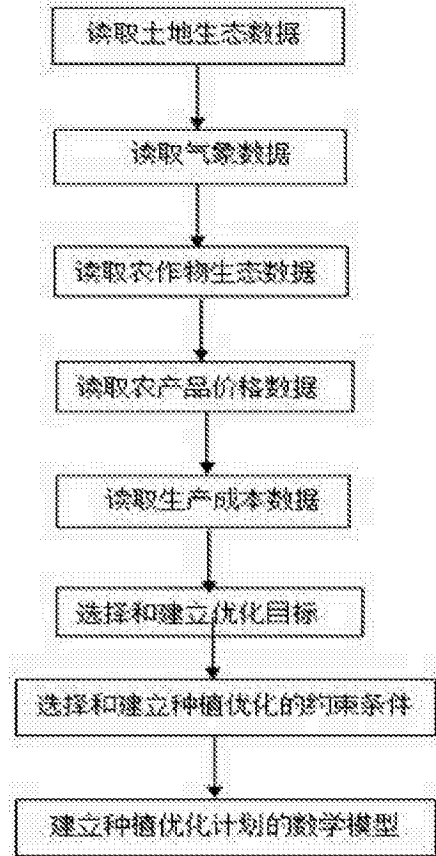 读取土地生态数据
读取气象数据
读取农作物生态数据
读取农产品价格数据
读取生产成本数据
选择和建立优化目标
选择和建立种植优化的约束条件
建立种植优化计划的数学模型